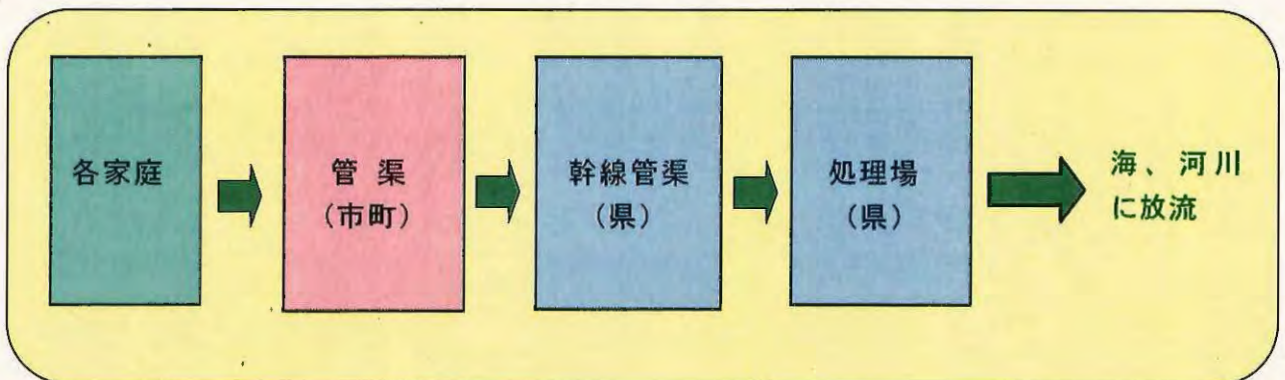 各家庭
管 渠
（市町）
幹線管渠
（県）
処理場
（県）
海、河川
に放流